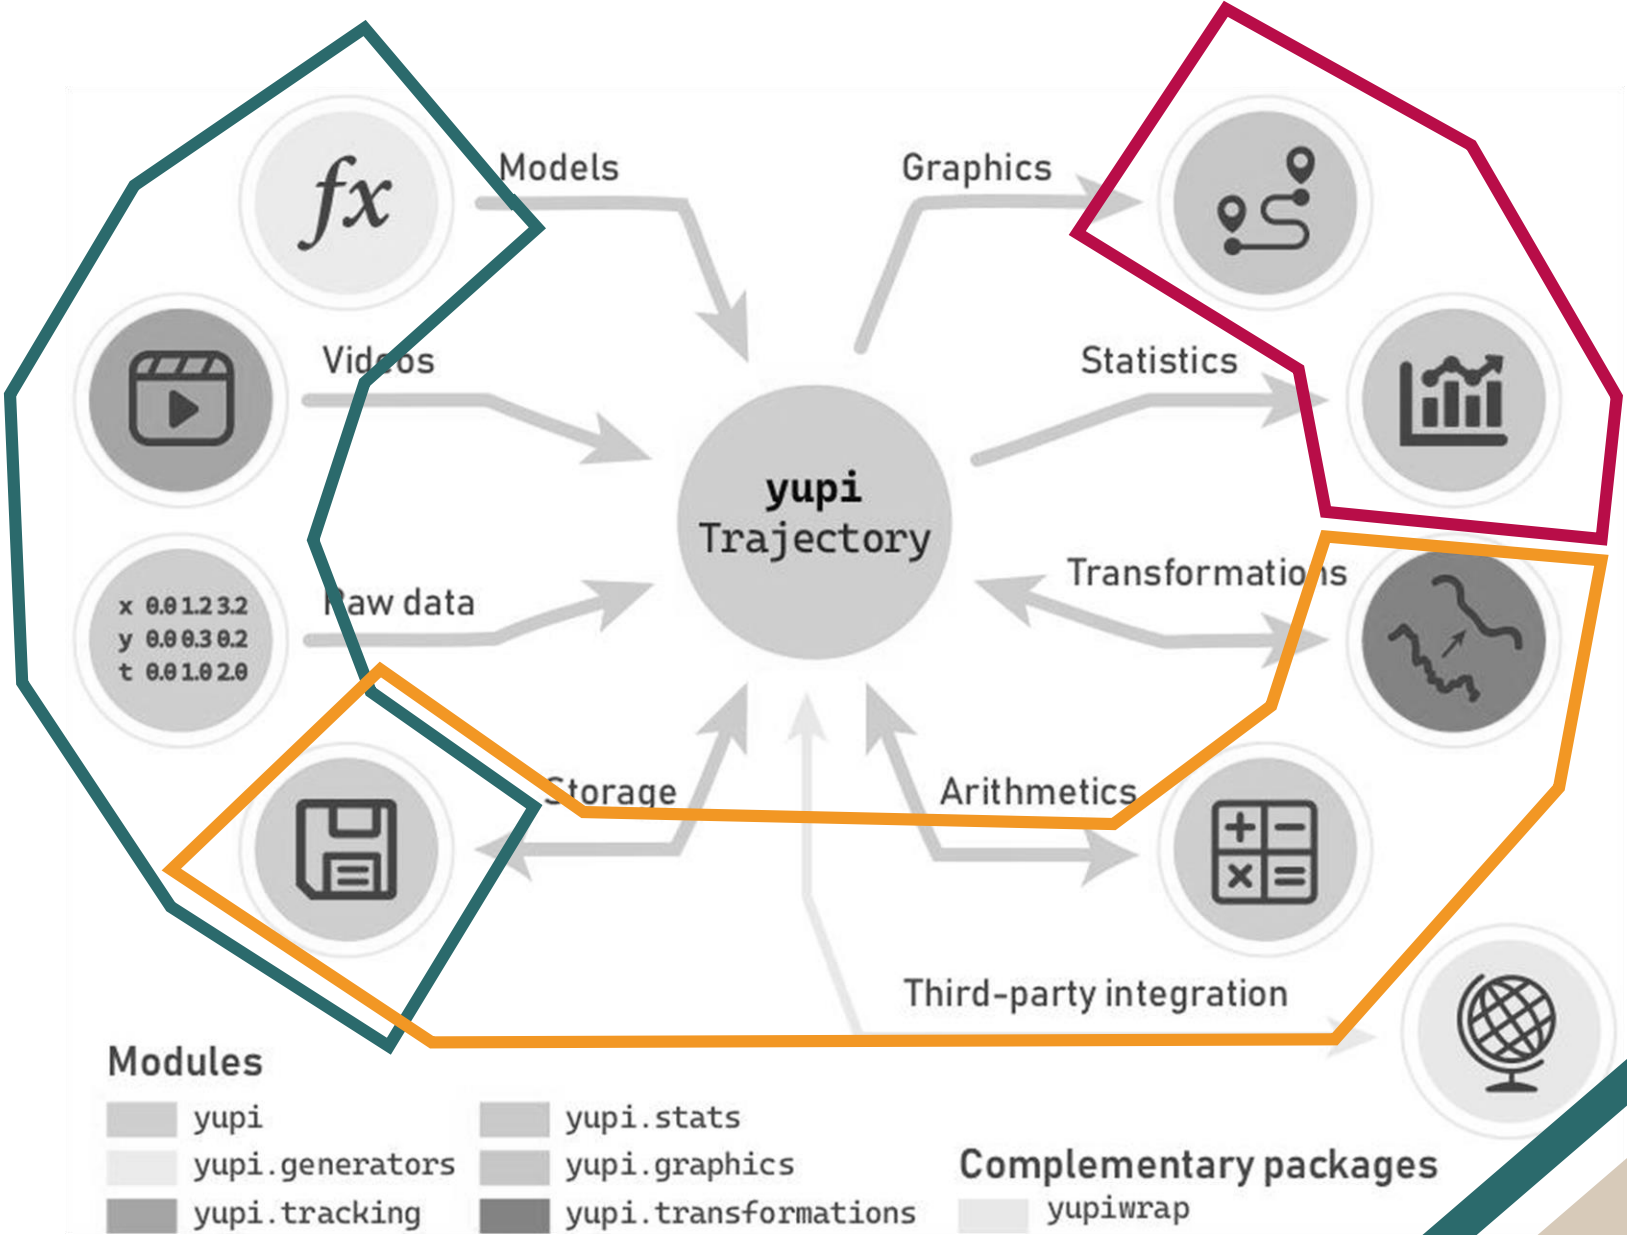 fx
Models
Graphics
Videos
Statistics
yupi
Trajectory
Raw data
Transformations
x 0.0 1.2 3.2
y 0.0 0.3 0.2
t 0.0 1.0 2.0
Storage
Arithmetics
Third-party integration
Modules
yupi
yupi.generators
yupi.tracking
yupi.stats
yupi.graphics
yupi.transformations
Complementary packages
yupiwrap